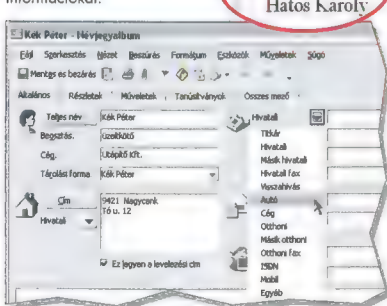 információkat.
Hatos Károly
Kék Péter - Névjegyalbum
Fájl Szerkesztés Nézet Beszúrás Formátum Eszközök Műveletek Súgó
Mentés és bezárás
Általános Részletek Műveletek Tanúsítványok Összes mező
Teljes név Kék Péter
Beosztás. üzletkötő
Cég. Útépítő Kft.
Tárolási forma Kék Péter
Cím
Hivatali
9421 Nagycenk
Tó u. 12
Ez legyen a levelezési cím
Hivatali
Titkár
Hivatali
Másik hivatali
Hivatali fax
Visszahívás
Autó
Cég
Otthoni
Másik otthoni
Otthoni fax
ISDN
Mobil
Egyéb